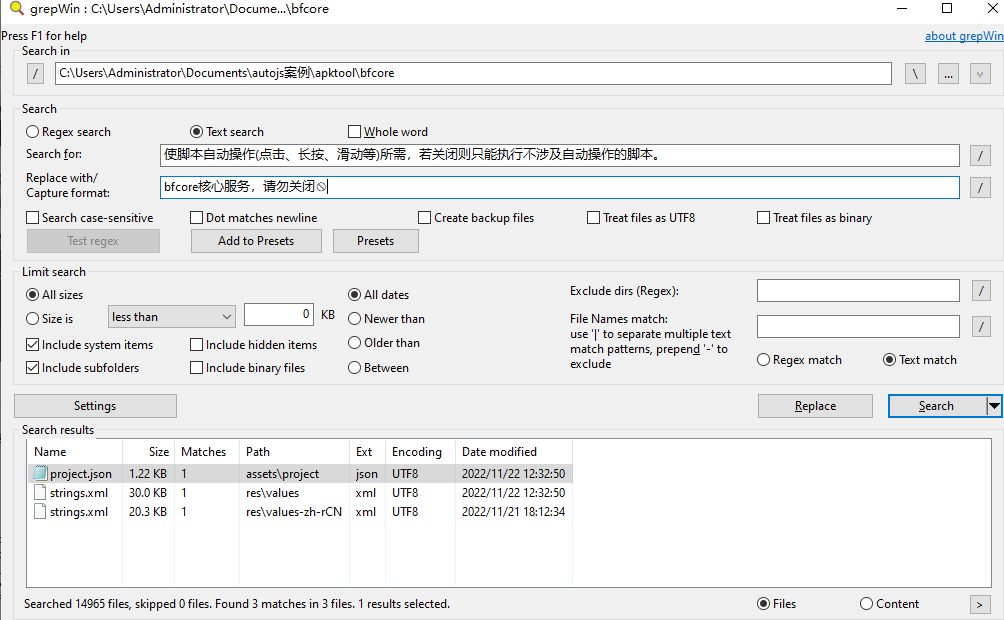 grepWin : C:\Users\Administrator\Docume...\bfcore
Press F1 for help
about grepWin
Search in
/
C:\Users\Administrator\Documents\autojs案例\apktool\bfcore
\
...
Search
Regex search
Text search
Whole word
Search for:
使脚本自动操作(点击、长按、滑动等)所需，若关闭则只能执行不涉及自动操作的脚本。
/
Replace with/
Capture format:
bfcore核心服务，请勿关闭🚫
/
Search case-sensitive
Dot matches newline
Create backup files
Treat files as UTF8
Treat files as binary
Test regex
Add to Presets
Presets
Limit search
All sizes
Size is
less than
0
KB
Include system items
Include hidden items
Include subfolders
Include binary files
All dates
Newer than
Older than
Between
Exclude dirs (Regex):
/
File Names match:
use '|' to separate multiple text
match patterns, prepend '-' to
exclude
/
Regex match
Text match
Settings
Replace
Search
Search results
Name Size Matches Path Ext Encoding Date modified
project.json 1.22 KB 1 assets\project json UTF8 2022/11/22 12:32:50
strings.xml 30.0 KB 1 res\values xml UTF8 2022/11/22 12:32:50
strings.xml 20.3 KB 1 res\values-zh-rCN xml UTF8 2022/11/21 18:12:34
Searched 14965 files, skipped 0 files. Found 3 matches in 3 files. 1 results selected.
Files
Content
>